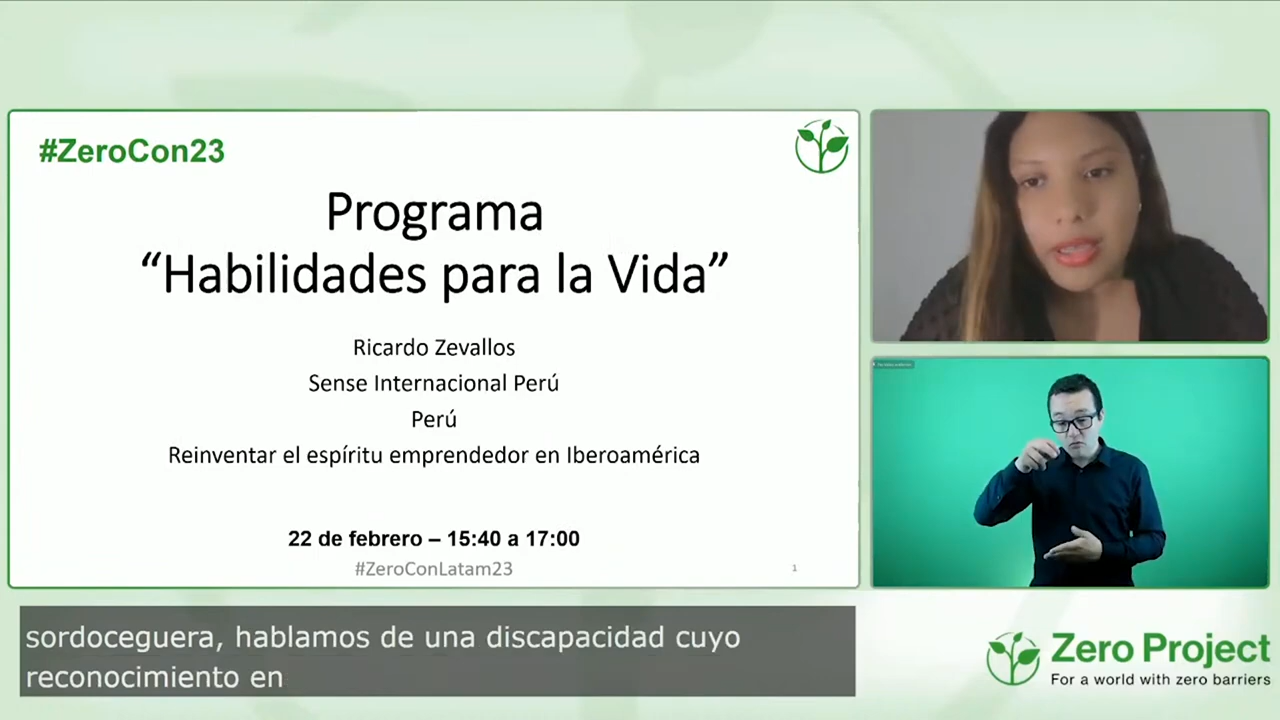 #ZeroCon23
Programa
“Habilidades para la Vida”
Ricardo Zevallos
Sense Internacional Perú
Perú
Reinventar el espíritu emprendedor en Iberoamérica
22 de febrero – 15:40 a 17:00
#ZeroConLatam23
1
sordoceguera, hablamos de una discapacidad cuyo
reconocimiento en
Zero Project
For a world with zero barriers